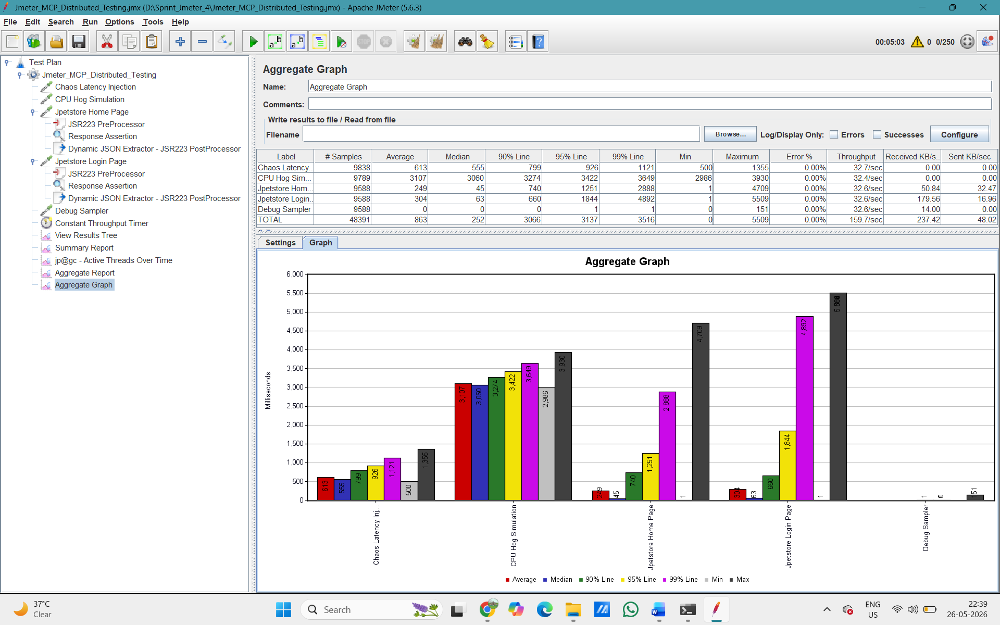 Jmeter_MCP_Distributed_Testing.jmx (D:\Sprint_Jmeter_4\Jmeter_MCP_Distributed_Testing.jmx) - Apache JMeter (5.6.3)
File Edit Search Run Options Tools Help
00:05:03 0 0/250
Test Plan
Jmeter_MCP_Distributed_Testing
Chaos Latency Injection
CPU Hog Simulation
Jpetstore Home Page
JSR223 PreProcessor
Response Assertion
Dynamic JSON Extractor - JSR223 PostProcessor
Jpetstore Login Page
JSR223 PreProcessor
Response Assertion
Dynamic JSON Extractor - JSR223 PostProcessor
Debug Sampler
Constant Throughput Timer
View Results Tree
Summary Report
jp@gc - Active Threads Over Time
Aggregate Report
Aggregate Graph
Aggregate Graph
Name: Aggregate Graph
Comments:
Write results to file / Read from file
Filename Browse... Log/Display Only: Errors Successes Configure
Label # Samples Average Median 90% Line 95% Line 99% Line Min Maximum Error % Throughput Received KB/s... Sent KB/sec
Chaos Latency... 9838 613 555 799 926 1121 500 1355 0.00% 32.7/sec 0.00 0.00
CPU Hog Sim... 9789 3107 3060 3274 3422 3649 2986 3930 0.00% 32.4/sec 0.00 0.00
Jpetstore Hom... 9588 249 45 740 1251 2888 1 4709 0.00% 32.6/sec 50.84 32.47
Jpetstore Login... 9588 304 63 660 1844 4892 1 5509 0.00% 32.6/sec 179.56 16.96
Debug Sampler 9588 0 0 0 1 1 0 151 0.00% 32.6/sec 14.00 0.00
TOTAL 48391 863 252 3066 3137 3516 0 5509 0.00% 159.7/sec 237.42 48.02
Settings Graph
Aggregate Graph
Milliseconds
6,000
5,500
5,000
4,500
4,000
3,500
3,000
2,500
2,000
1,500
1,000
500
0
613 555 799 926 1,121 500 1,355
3,107 3,060 3,274 3,422 3,649 2,986 3,930
249 45 740 1,251 2,888 1 4,709
304 63 660 1,844 4,892 1
1 0 151
Chaos Latency Inj...
CPU Hog Simulation
Jpetstore Home Page
Jpetstore Login Page
Debug Sampler
Average Median 90% Line 95% Line 99% Line Min Max
37°C
Clear
Search
ENG
US
22:39
26-05-2026